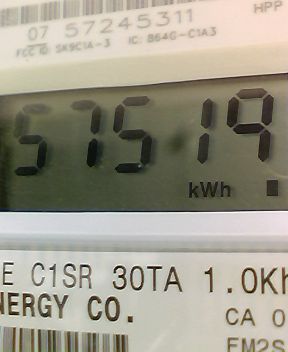 HPP
07 57245311
FCC ID SK9C1A-3 IC: 864G-C1A3
57519
kWh
E C1SR 30TA 1.0Kh
NERGY CO.
CA 0
FM2S